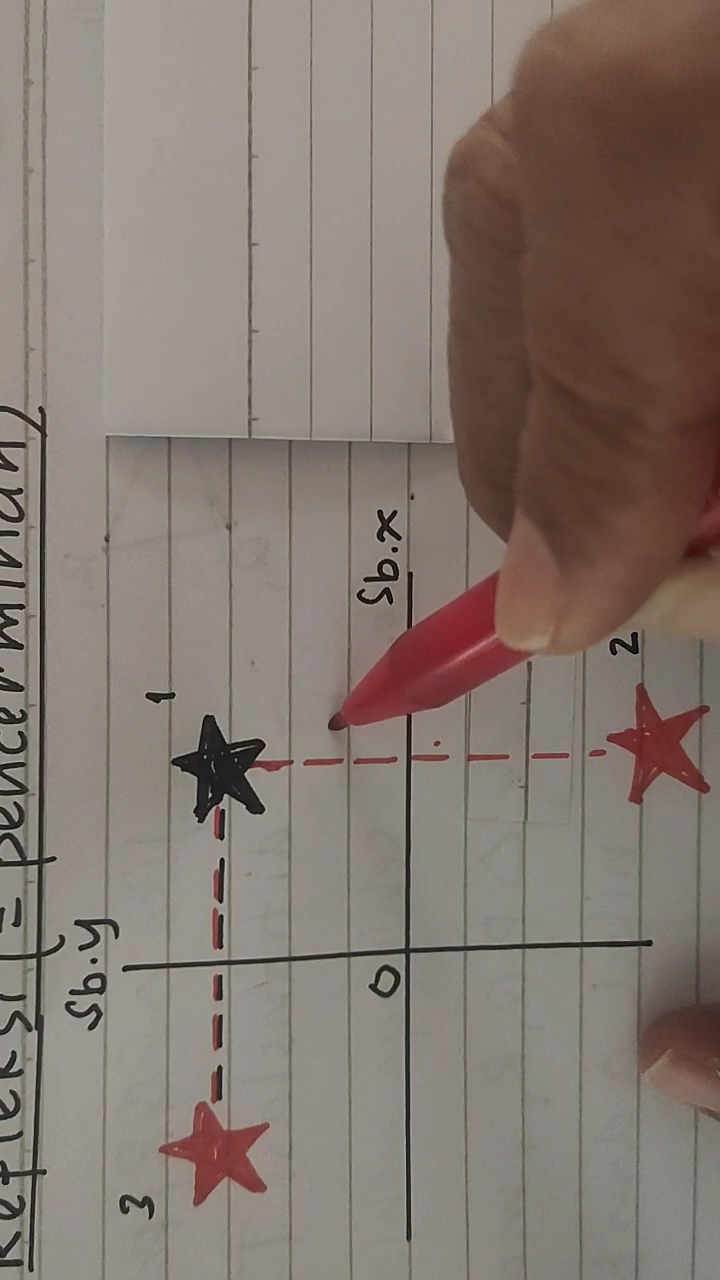 Refleksi = pencerminan
Sb.y
1
3
Sb.x
0
2